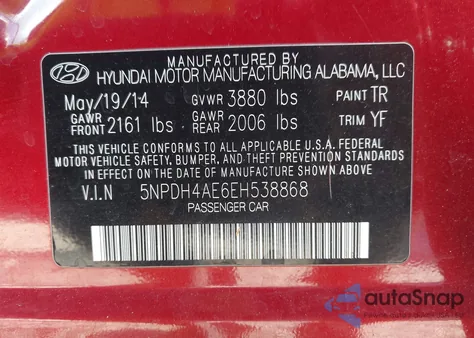 MANUFACTURED BY
HYUNDAI MOTOR MANUFACTURING ALABAMA, LLC
May/19/14 GVWR 3880 lbs PAINT TR
GAWR FRONT 2161 lbs GAWR REAR 2006 lbs TRIM YF
THIS VEHICLE CONFORMS TO ALL APPLICABLE U.S.A. FEDERAL
MOTOR VEHICLE SAFETY, BUMPER, AND THEFT PREVENTION STANDARDS
IN EFFECT ON THE DATE OF MANUFACTURE SHOWN ABOVE.
V.I.N 5NPDH4AE6EH538868
PASSENGER CAR
autoSnap